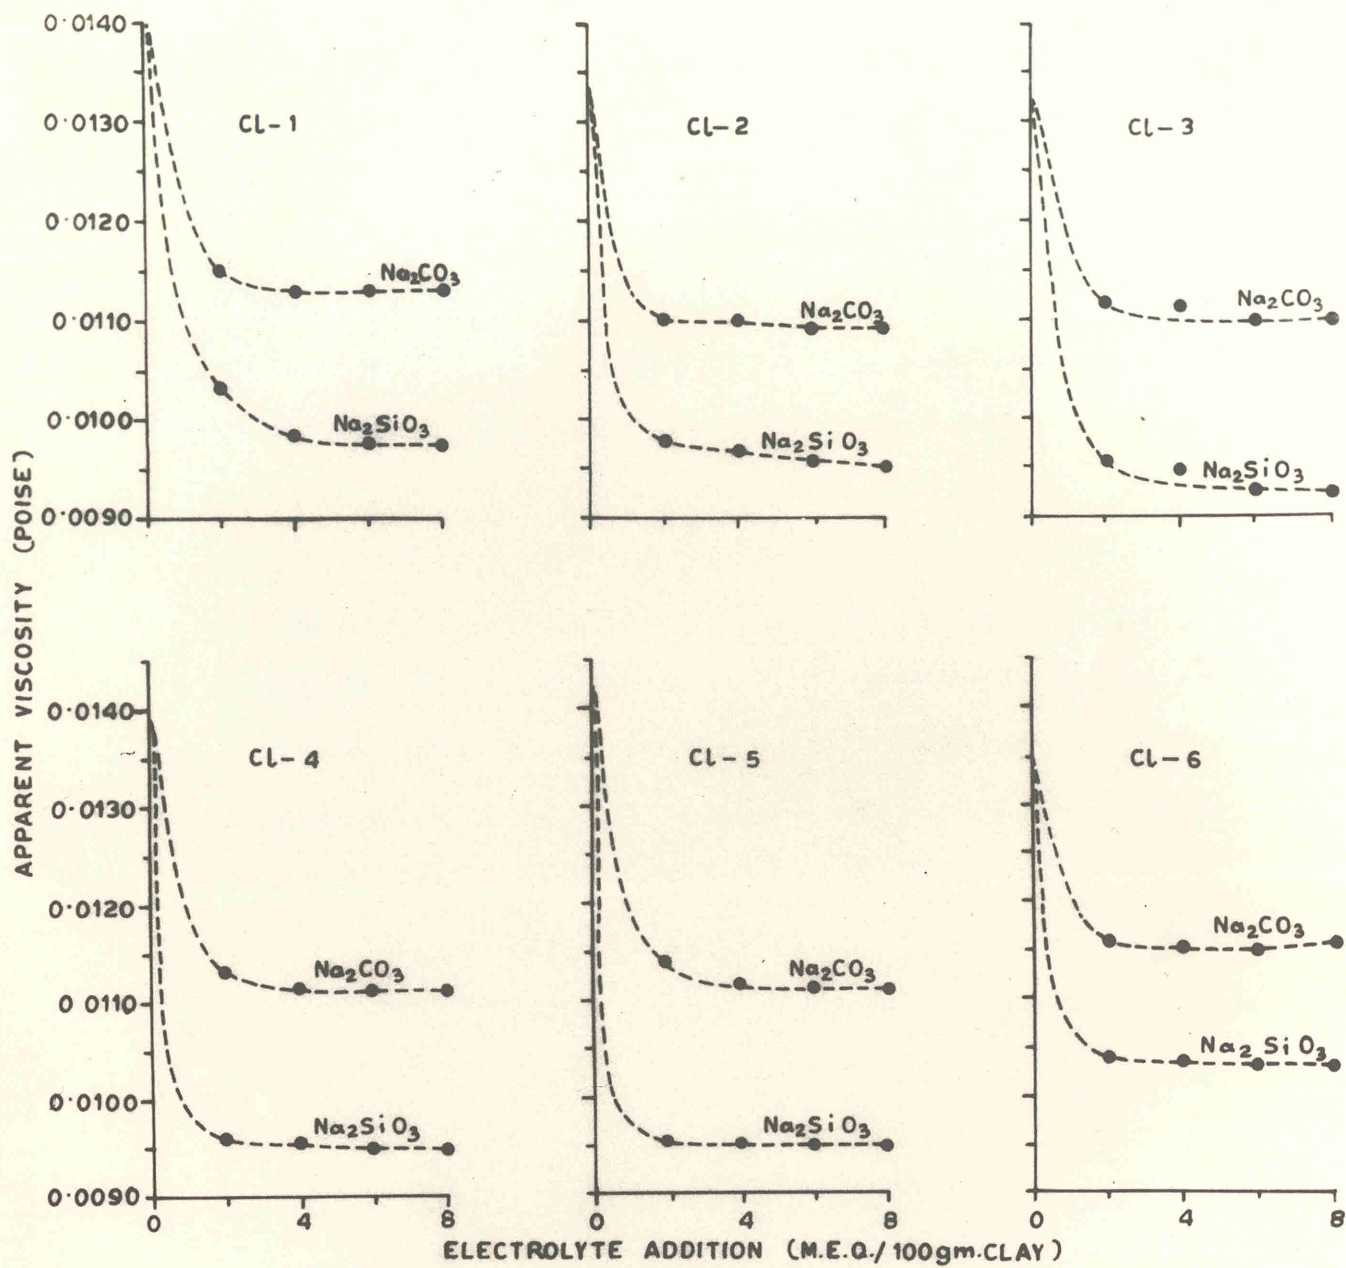 0·0140
0·0130
0·0120
0·0110
0·0100
0·0090
Cl-1
Na₂CO₃
Na₂SiO₃
Cl-2
Na₂CO₃
Na₂SiO₃
Cl-3
Na₂CO₃
Na₂SiO₃
APPARENT VISCOSITY (POISE)
0·0140
0·0130
0·0120
0·0110
0·0100
0·0090
Cl-4
Na₂CO₃
Na₂SiO₃
0 4 8
Cl-5
Na₂CO₃
Na₂SiO₃
0 4 8
Cl-6
Na₂CO₃
Na₂SiO₃
0 4 8
ELECTROLYTE ADDITION (M.E.Q./100gm.CLAY)